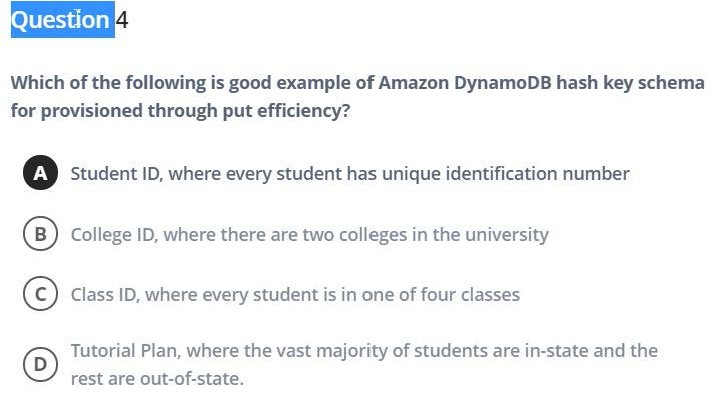 Question 4
Which of the following is good example of Amazon DynamoDB hash key schema
for provisioned through put efficiency?
A Student ID, where every student has unique identification number
B College ID, where there are two colleges in the university
C Class ID, where every student is in one of four classes
D Tutorial Plan, where the vast majority of students are in-state and the
rest are out-of-state.